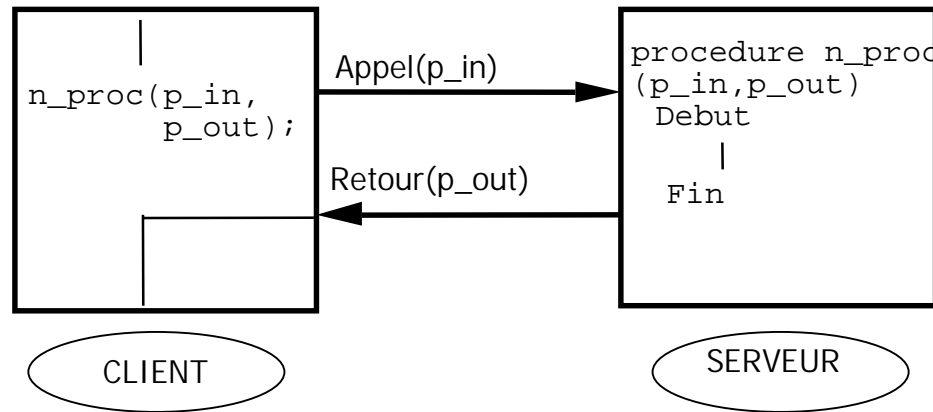 n_proc(p_in,
p_out);
Appel(p_in)
Retour(p_out)
procedure n_proc
(p_in,p_out)
Debut
Fin
CLIENT
SERVEUR